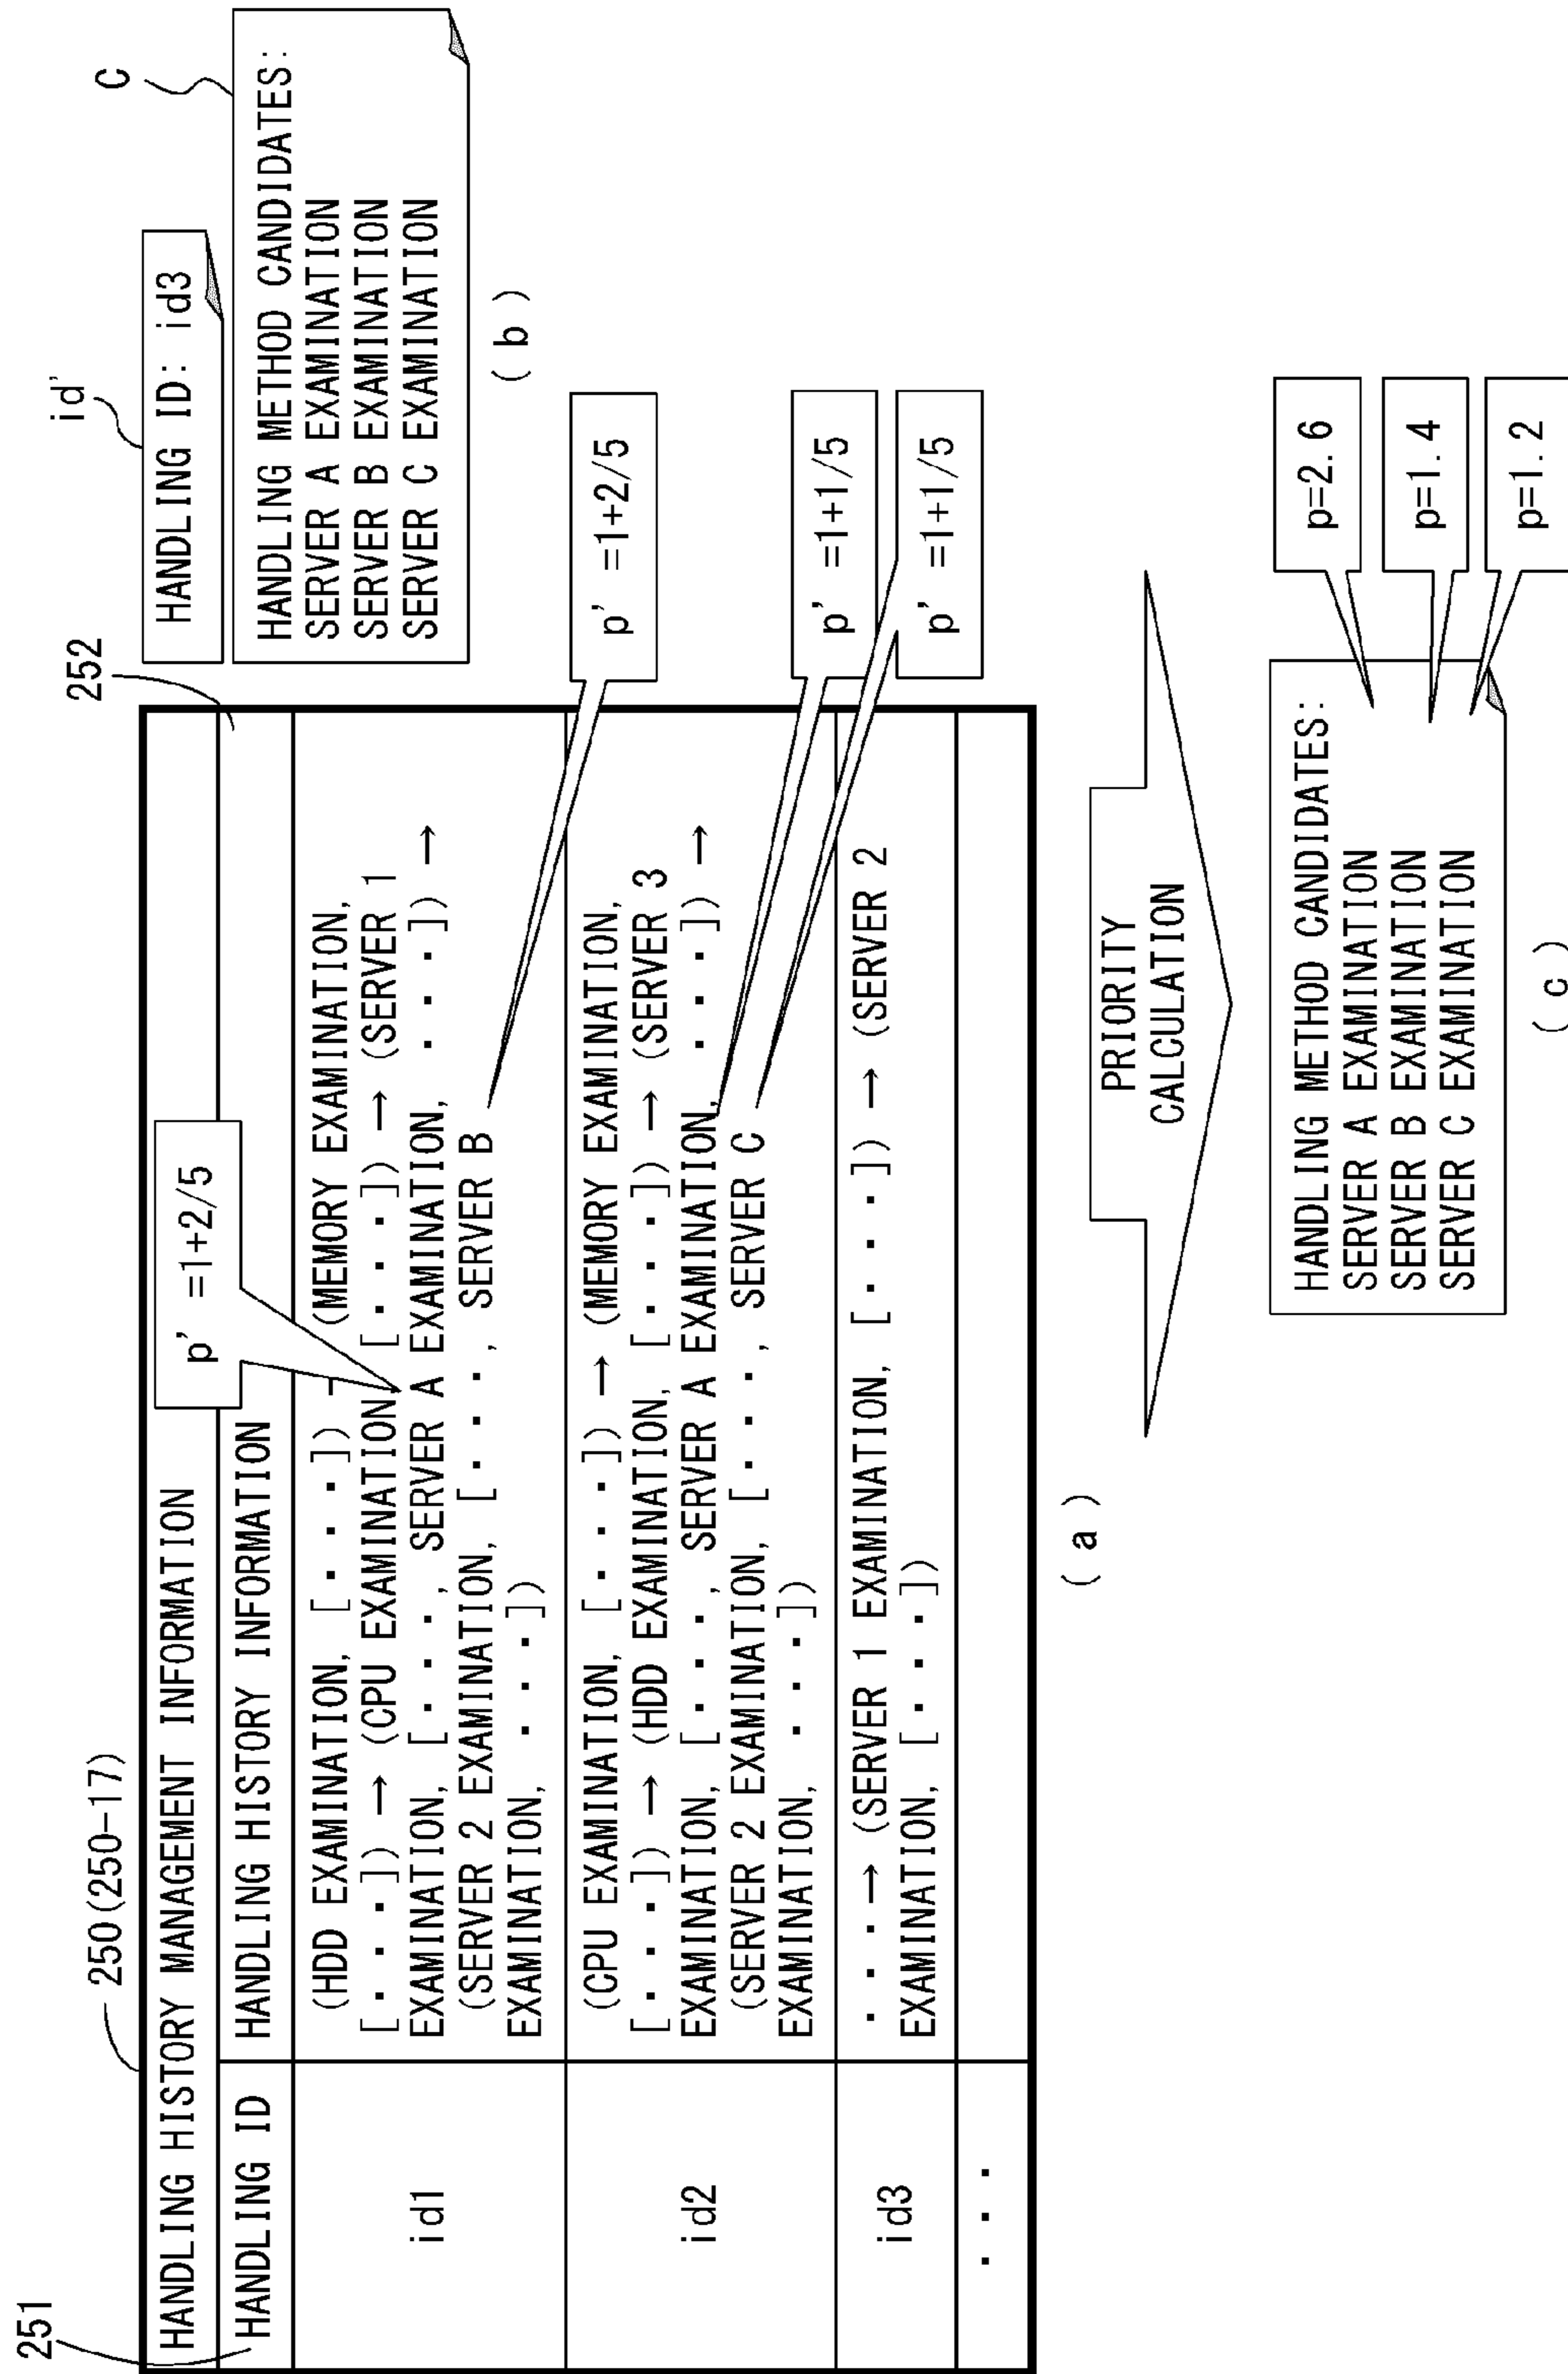 251
250(250-17)
252
HANDLING HISTORY MANAGEMENT INFORMATION
HANDLING ID
HANDLING HISTORY INFORMATION
id1
(HDD EXAMINATION, [・・・]) → (MEMORY EXAMINATION,
[・・・]) → (CPU EXAMINATION, [・・・]) → (SERVER 1
EXAMINATION, [・・・, SERVER A EXAMINATION, ・・・]) →
(SERVER 2 EXAMINATION, [・・・, SERVER B
EXAMINATION, ・・・])
id2
(CPU EXAMINATION, [・・・]) → (MEMORY EXAMINATION,
[・・・]) → (HDD EXAMINATION, [・・・]) → (SERVER 3
EXAMINATION, [・・・, SERVER A EXAMINATION, ・・・]) →
(SERVER 2 EXAMINATION, [・・・, SERVER C
EXAMINATION, ・・・])
id3
・・・→ (SERVER 1 EXAMINATION, [・・・]) → (SERVER 2
EXAMINATION, [・・・])
・・・
p' =1+2/5
p' =1+2/5
p' =1+1/5
p' =1+1/5
(a)
id'
HANDLING ID: id3
C
HANDLING METHOD CANDIDATES:
SERVER A EXAMINATION
SERVER B EXAMINATION
SERVER C EXAMINATION
(b)
PRIORITY
CALCULATION
HANDLING METHOD CANDIDATES:
SERVER A EXAMINATION
SERVER B EXAMINATION
SERVER C EXAMINATION
p=2.6
p=1.4
p=1.2
(c)